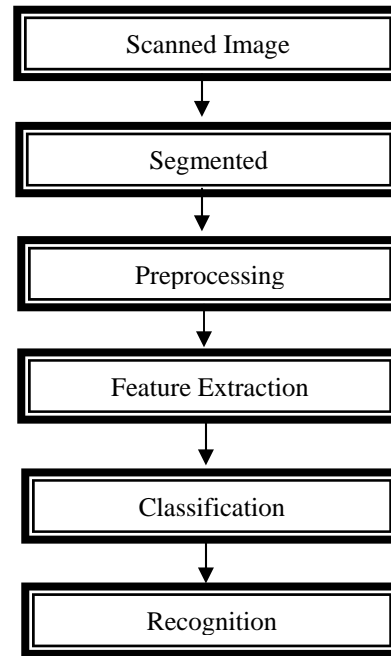 Scanned Image
Segmented
Preprocessing
Feature Extraction
Classification
Recognition